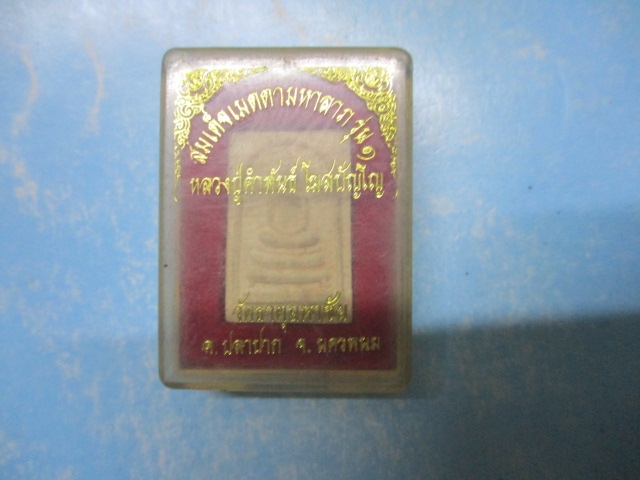 สมเด็จเมตตามหาลาภ รุ่น ๑
หลวงปู่คำพันธ์ โฆสปัญโญ
วัดธาตุมหาชัย
อ. ปลาปาก จ. นครพนม